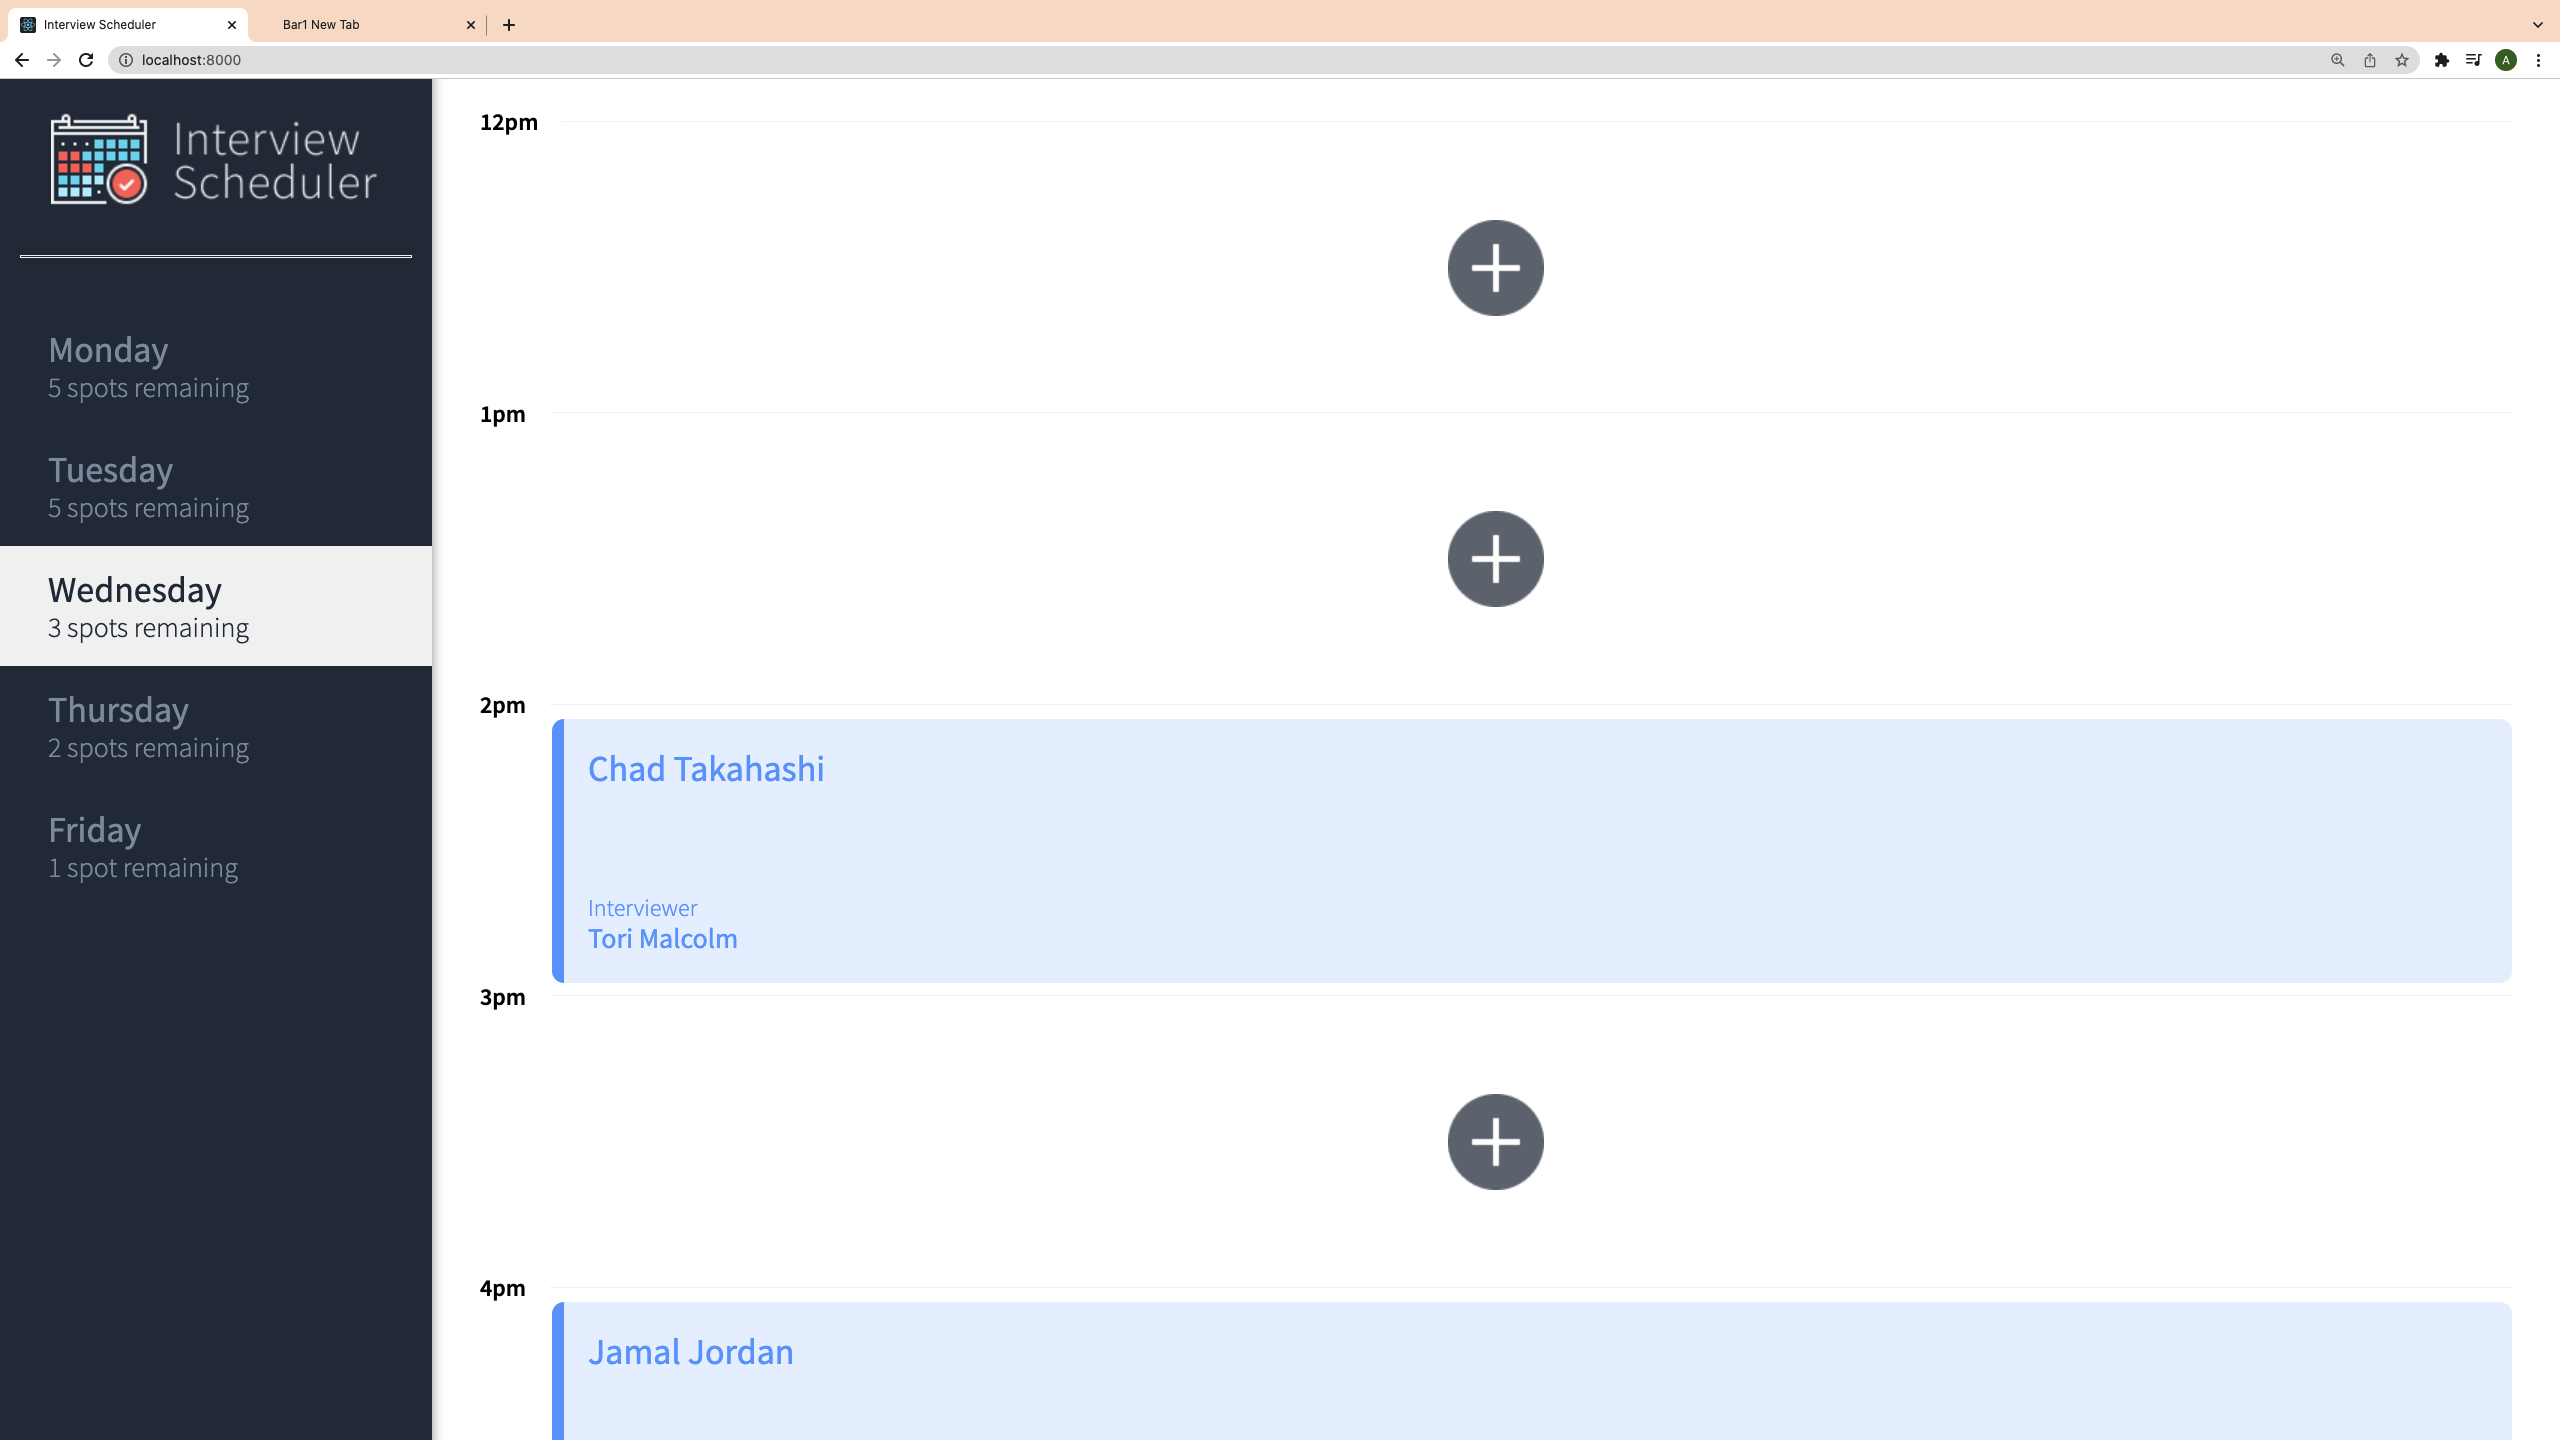 Interview Scheduler
Bar1 New Tab
localhost:8000
A
Interview
Scheduler
Monday
5 spots remaining
Tuesday
5 spots remaining
Wednesday
3 spots remaining
Thursday
2 spots remaining
Friday
1 spot remaining
12pm
1pm
2pm
Chad Takahashi
Interviewer
Tori Malcolm
3pm
4pm
Jamal Jordan